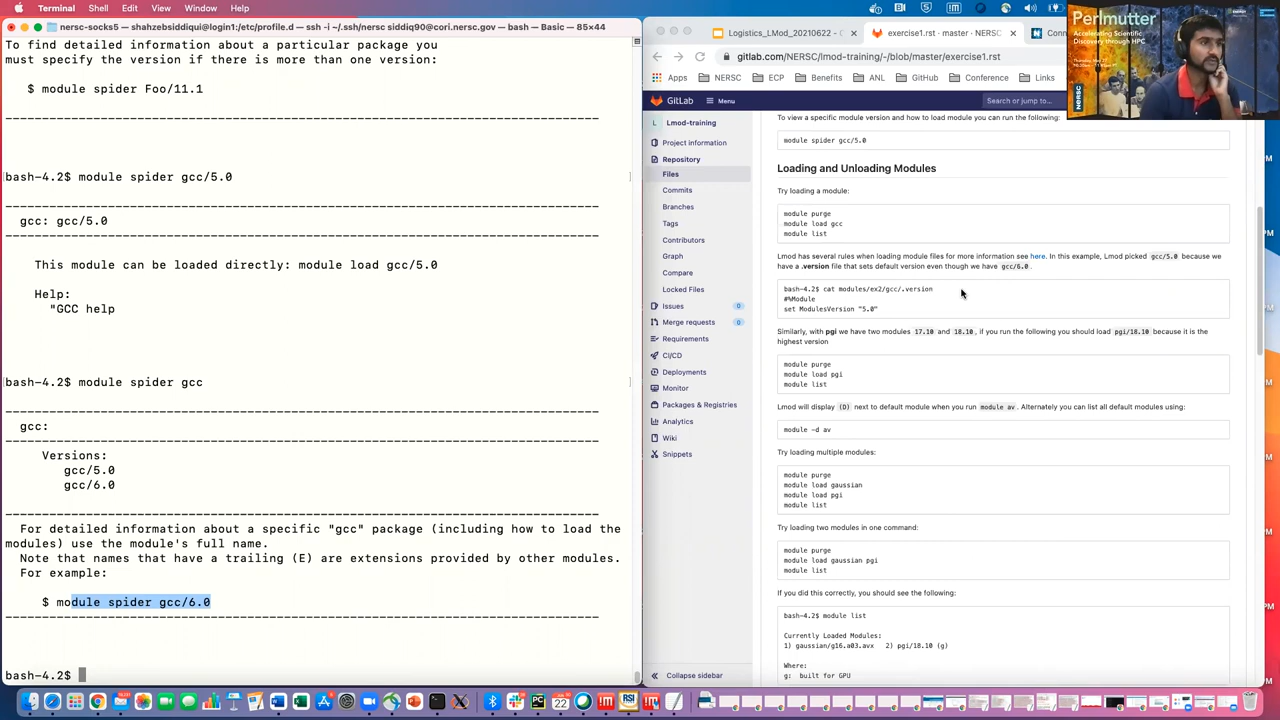 Terminal Shell Edit View Window Help
nersc-socks5 — shahzebsiddiqui@login1:/etc/profile.d — ssh -i ~/.ssh/nersc siddiq90@cori.nersc.gov — bash — Basic — 85×44
To find detailed information about a particular package you
must specify the version if there is more than one version:
$ module spider Foo/11.1
-----------------------------------------------------------------------------------
bash-4.2$ module spider gcc/5.0
-----------------------------------------------------------------------------------
gcc: gcc/5.0
-----------------------------------------------------------------------------------
This module can be loaded directly: module load gcc/5.0
Help:
"GCC help
bash-4.2$ module spider gcc
-----------------------------------------------------------------------------------
gcc:
-----------------------------------------------------------------------------------
Versions:
gcc/5.0
gcc/6.0
-----------------------------------------------------------------------------------
For detailed information about a specific "gcc" package (including how to load the
modules) use the module's full name.
Note that names that have a trailing (E) are extensions provided by other modules.
For example:
$ module spider gcc/6.0
-----------------------------------------------------------------------------------
bash-4.2$
Logistics_LMod_20210622 -
exercise1.rst · master · NERSC
gitlab.com/NERSC/lmod-training/-/blob/master/exercise1.rst
Apps NERSC ECP Benefits ANL GitHub Conference Links
GitLab Menu Search or jump to...
Lmod-training
Project information
Repository
Files
Commits
Branches
Tags
Contributors
Graph
Compare
Locked Files
Issues 0
Merge requests 0
Requirements
CI/CD
Deployments
Monitor
Packages & Registries
Analytics
Wiki
Snippets
Collapse sidebar
To view a specific module version and how to load module you can run the following:
module spider gcc/5.0
Loading and Unloading Modules
Try loading a module:
module purge
module load gcc
module list
Lmod has several rules when loading module files for more information see here. In this example, Lmod picked gcc/5.0 because we
have a .version file that sets default version even though we have gcc/6.0 .
bash-4.2$ cat modules/ex2/gcc/.version
#%Module
set ModulesVersion "5.0"
Similarly, with pgi we have two modules 17.10 and 18.10, if you run the following you should load pgi/18.10 because it is the
highest version
module purge
module load pgi
module list
Lmod will display (D) next to default module when you run module av . Alternately you can list all default modules using:
module -d av
Try loading multiple modules:
module purge
module load gaussian
module load pgi
module list
Try loading two modules in one command:
module purge
module load gaussian pgi
module list
If you did this correctly, you should see the following:
bash-4.2$ module list
Currently Loaded Modules:
1) gaussian/g16.a03.avx 2) pgi/18.10 (g)
Where:
g: built for GPU
Perlmutter
Accelerating Scientific
Discovery through HPC
NERSC